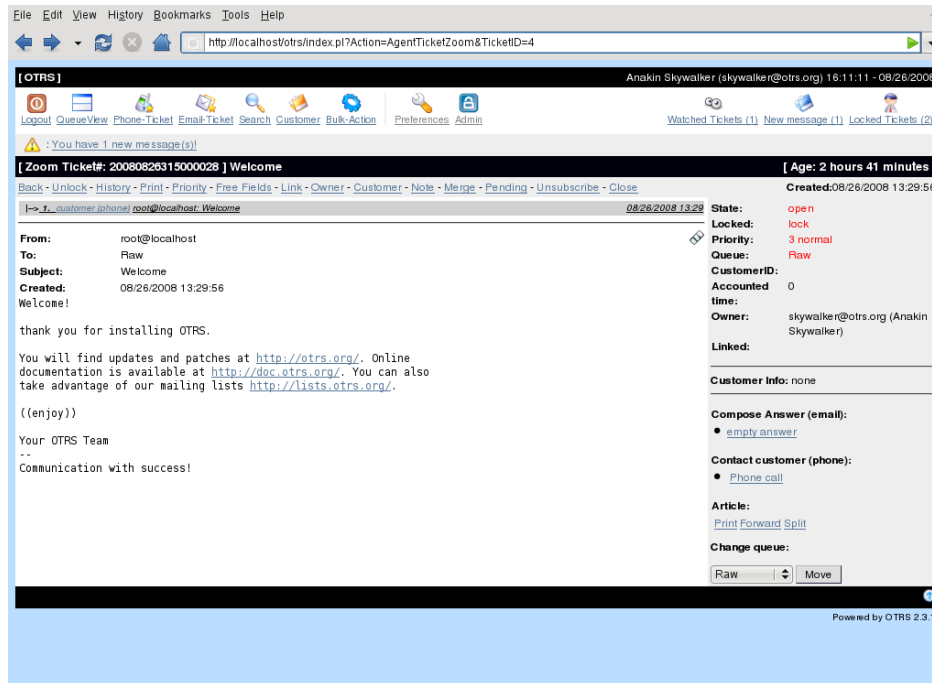 File Edit View History Bookmarks Tools Help
http://localhost/otrs/index.pl?Action=AgentTicketZoom&TicketID=4
[ OTRS ] Anakin Skywalker (skywalker@otrs.org) 16:11:11 - 08/26/2008
Logout QueueView Phone-Ticket Email-Ticket Search Customer Bulk-Action Preferences Admin Watched Tickets (1) New message (1) Locked Tickets (2)
: You have 1 new message(s)!
[ Zoom Ticket#: 20080826315000028 ] Welcome [ Age: 2 hours 41 minutes
Back - Unlock - History - Print - Priority - Free Fields - Link - Owner - Customer - Note - Merge - Pending - Unsubscribe - Close
|--> 1. customer (phone) root@localhost: Welcome 08/26/2008 13:29
From: root@localhost
To: Raw
Subject: Welcome
Created: 08/26/2008 13:29:56
Welcome!
thank you for installing OTRS.
You will find updates and patches at http://otrs.org/. Online
documentation is available at http://doc.otrs.org/. You can also
take advantage of our mailing lists http://lists.otrs.org/.
((enjoy))
Your OTRS Team
--
Communication with success!
Created:08/26/2008 13:29:56
State: open
Locked: lock
Priority: 3 normal
Queue: Raw
CustomerID:
Accounted 0
time:
Owner: skywalker@otrs.org (Anakin
Skywalker)
Linked:
Customer Info: none
Compose Answer (email):
empty answer
Contact customer (phone):
Phone call
Article:
Print Forward Split
Change queue:
Raw Move
Powered by OTRS 2.3.